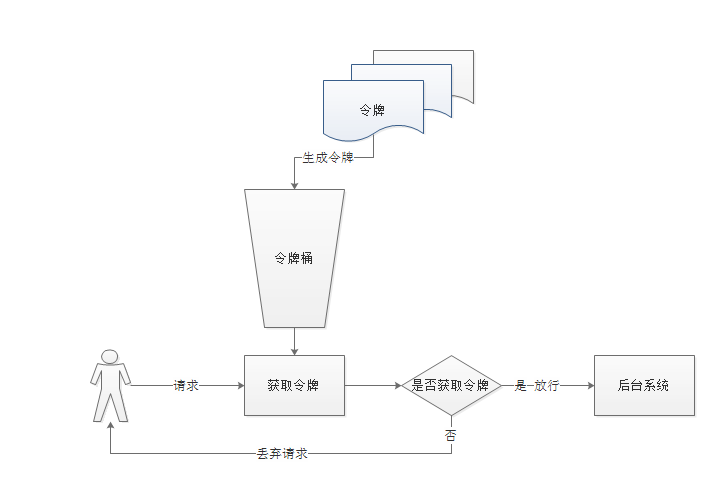 令牌
生成令牌
令牌桶
请求
获取令牌
是否获取令牌
是–放行
后台系统
否
丢弃请求